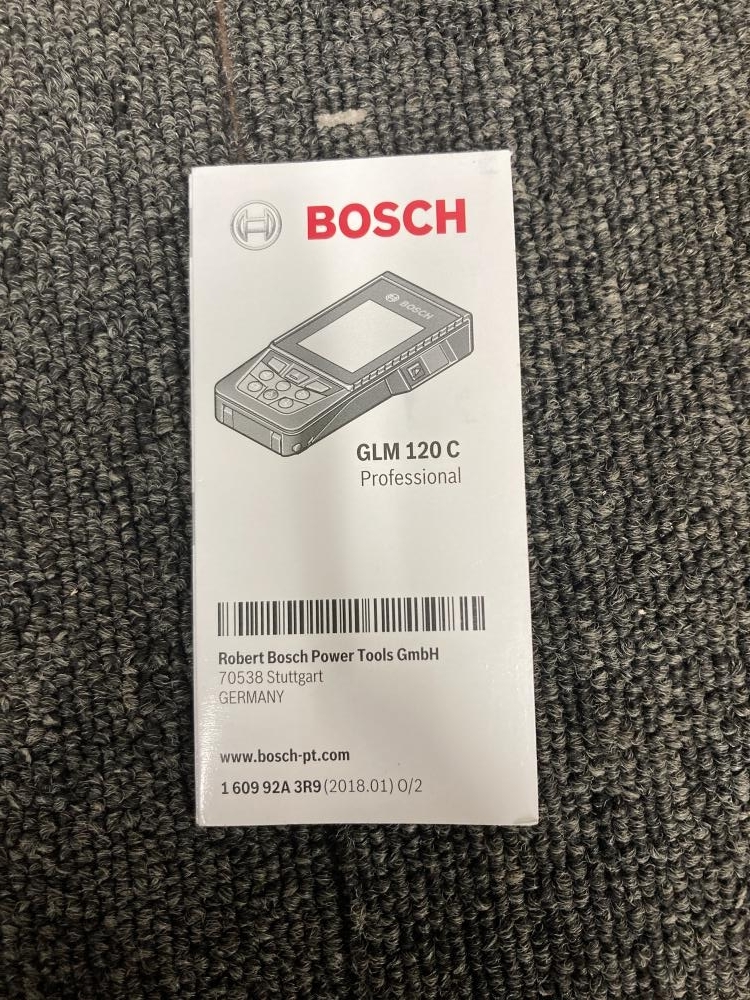 BOSCH
BOSCH
GLM 120 C
Professional
Robert Bosch Power Tools GmbH
70538 Stuttgart
GERMANY
www.bosch-pt.com
1 609 92A 3R9 (2018.01) O/2